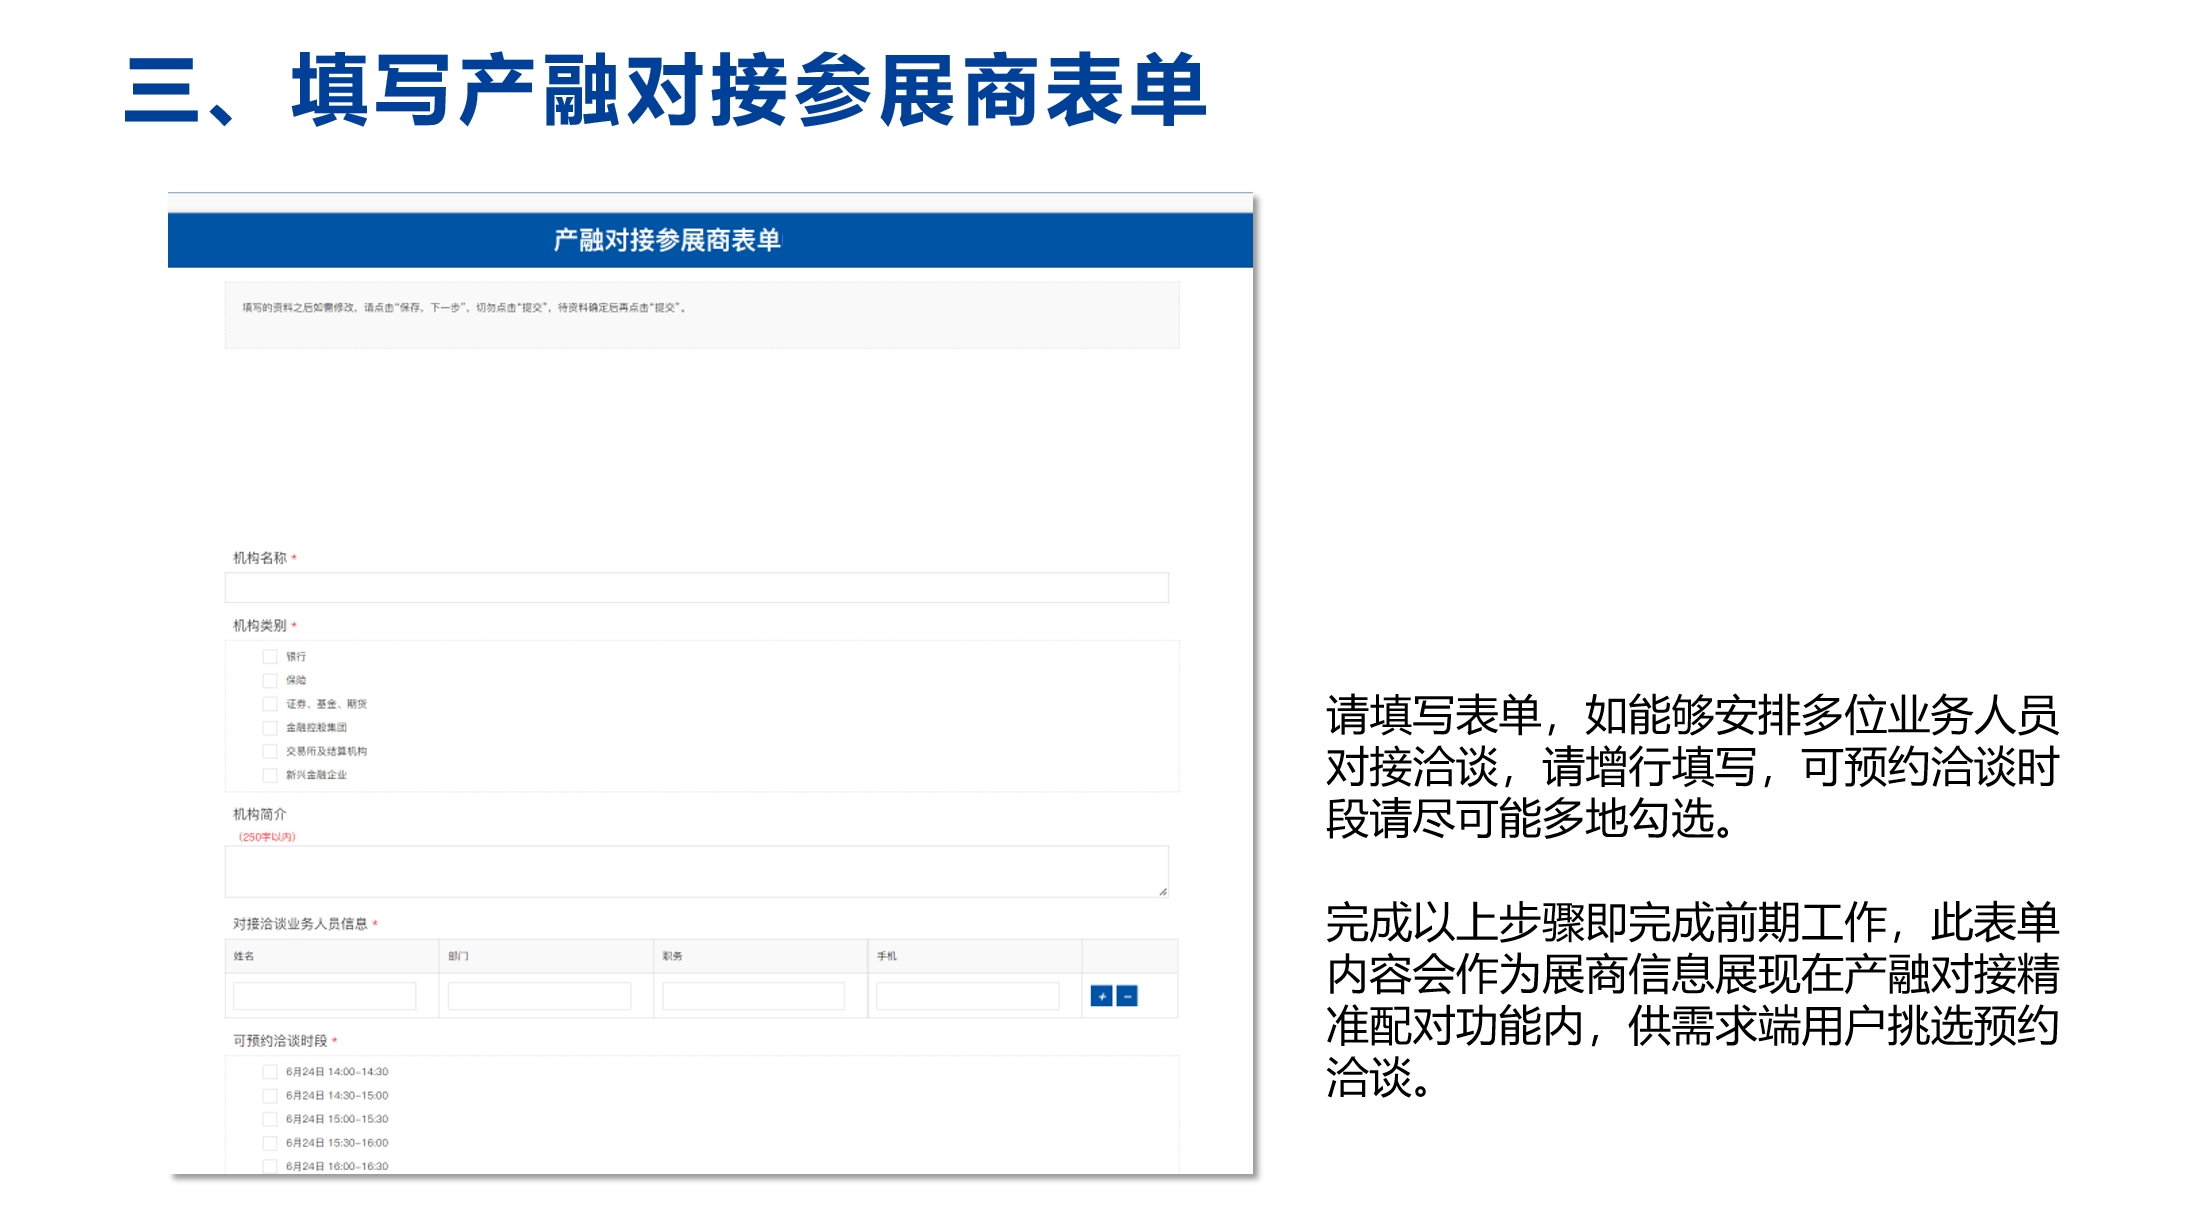 三、填写产融对接参展商表单
产融对接参展商表单
填写的资料之后如需修改，请点击“保存，下一步”，切勿点击“提交”，待资料确定后再点击“提交”。
机构名称 *
机构类别 *
银行
保险
证券、基金、期货
金融控股集团
交易所及结算机构
新兴金融企业
机构简介
（250字以内）
对接洽谈业务人员信息 *
姓名 部门 职务 手机
+ −
可预约洽谈时段 *
6月24日 14:00-14:30
6月24日 14:30-15:00
6月24日 15:00-15:30
6月24日 15:30-16:00
6月24日 16:00-16:30
请填写表单，如能够安排多位业务人员
对接洽谈，请增行填写，可预约洽谈时
段请尽可能多地勾选。
完成以上步骤即完成前期工作，此表单
内容会作为展商信息展现在产融对接精
准配对功能内，供需求端用户挑选预约
洽谈。